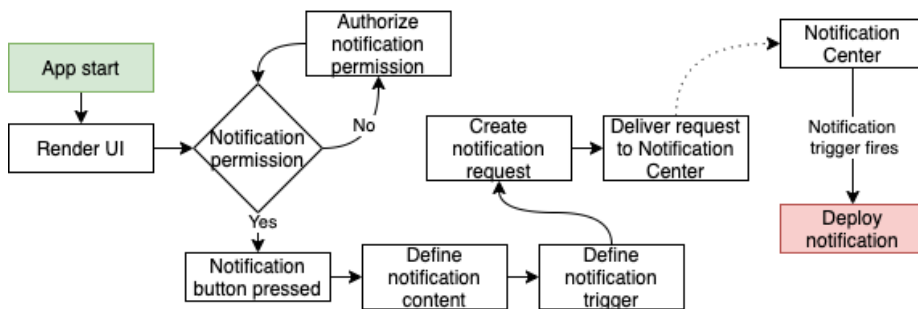 App start
Render UI
Notification
permission
Authorize
notification
permission
No
Yes
Notification
button pressed
Define
notification
content
Define
notification
trigger
Create
notification
request
Deliver request
to Notification
Center
Notification
Center
Notification
trigger fires
Deploy
notification